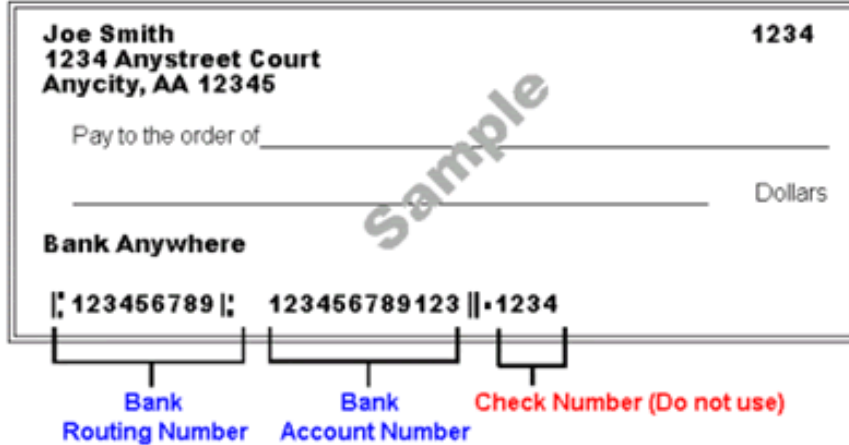 Joe Smith 1234
1234 Anystreet Court
Anycity, AA 12345
Sample
Pay to the order of
Dollars
Bank Anywhere
⑆123456789⑆ 123456789123⑈1234
Bank Bank Check Number (Do not use)
Routing Number Account Number